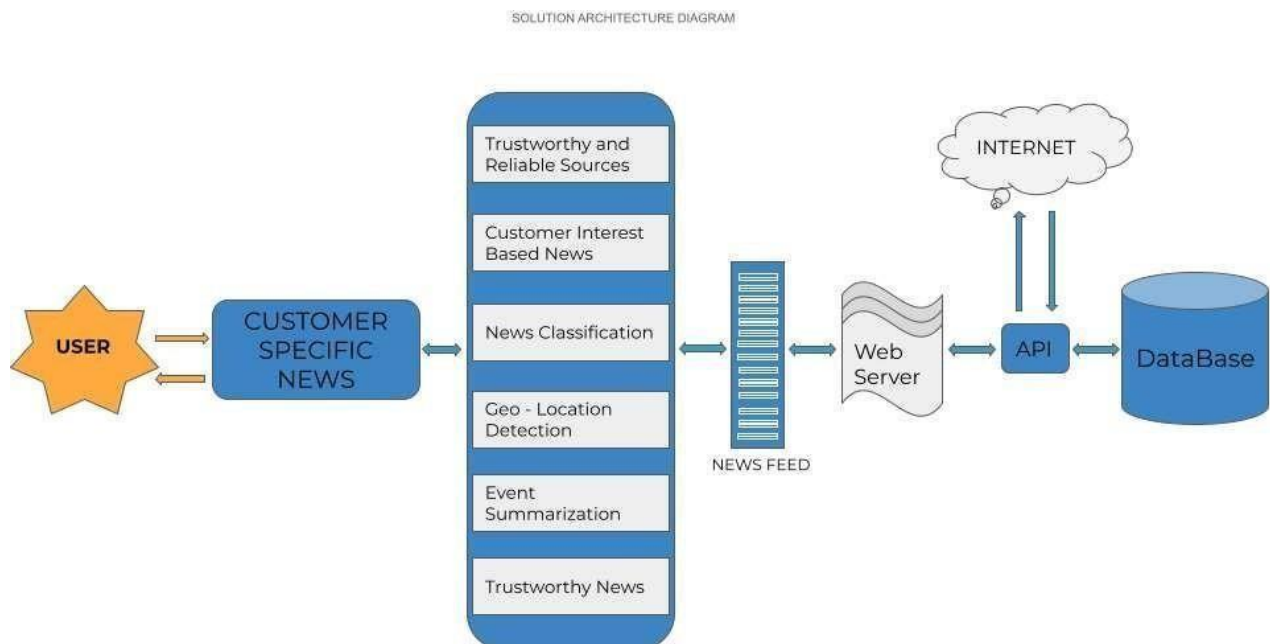 SOLUTION ARCHITECTURE DIAGRAM
USER
CUSTOMER
SPECIFIC
NEWS
Trustworthy and
Reliable Sources
Customer Interest
Based News
News Classification
Geo - Location
Detection
Event
Summarization
Trustworthy News
NEWS FEED
Web
Server
INTERNET
API
DataBase